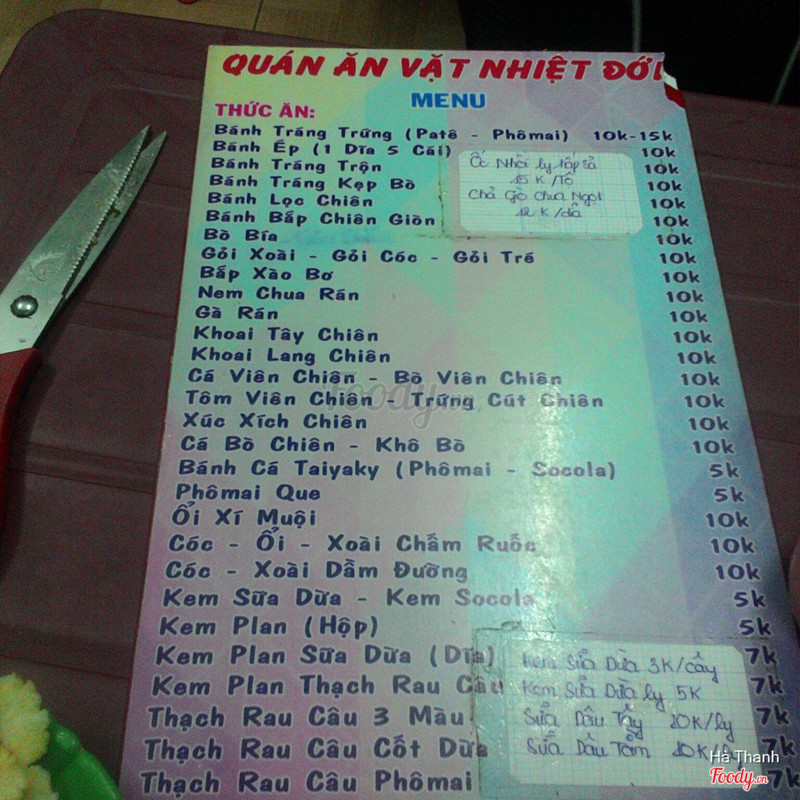 QUÁN ĂN VẶT NHIỆT ĐỚI
MENU
THỨC ĂN:
Bánh Tráng Trứng (Patê - Phômai) 10k-15k
Bánh Ép (1 Dĩa 5 Cái) 10k
Bánh Tráng Trộn 10k
Bánh Tráng Kẹp Bò 10k
Bánh Lọc Chiên 10k
Bánh Bắp Chiên Giòn 10k
Bò Bía 10k
Gỏi Xoài - Gỏi Cóc - Gỏi Tré 10k
Bắp Xào Bơ 10k
Nem Chua Rán 10k
Gà Rán 10k
Khoai Tây Chiên 10k
Khoai Lang Chiên 10k
Cá Viên Chiên - Bò Viên Chiên 10k
Tôm Viên Chiên - Trứng Cút Chiên 10k
Xúc Xích Chiên 10k
Cá Bò Chiên - Khô Bò 10k
Bánh Cá Taiyaky (Phômai - Socola) 5k
Phômai Que 5k
Ổi Xí Muội 10k
Cóc - Ổi - Xoài Chấm Ruốc 10k
Cóc - Xoài Dầm Đường 10k
Kem Sữa Dừa - Kem Socola 5k
Kem Plan (Hộp) 5k
Kem Plan Sữa Dừa (Dĩa) 7k
Kem Plan Thạch Rau Câu 7k
Thạch Rau Câu 3 Màu 7k
Thạch Rau Câu Cốt Dừa 7k
Thạch Rau Câu Phômai 7k
Ốc Nhồi ly tấp sả
15 K/Tô
Chả Giò Chua Ngọt
12 K/dĩa
Kem Sữa Dừa 3K/cây
Kem Sữa Dừa ly 5K
Sữa Dâu Tây 10K/ly
Sữa Dâu Tằm 10K/ly
Foody.vn
Ha Thanh
Foody.vn